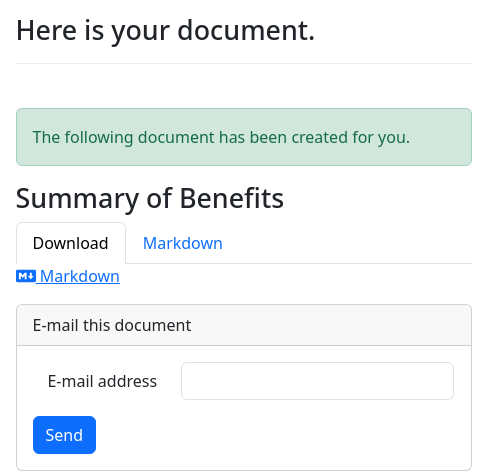 Here is your document.
The following document has been created for you.
Summary of Benefits
Download Markdown
M Markdown
E-mail this document
E-mail address
Send